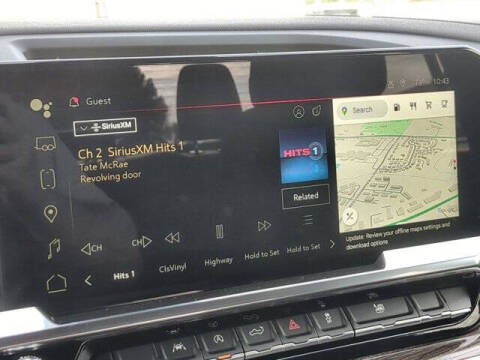 Guest
10:43
SiriusXM
Ch 2 SiriusXM Hits 1
Tate McRae
Revolving door
HITS 1
Related
Search
CH
CH
Hits 1
ClsVinyl
Highway
Hold to Set
Hold to Set
Update: Review your offline maps settings and
download options.